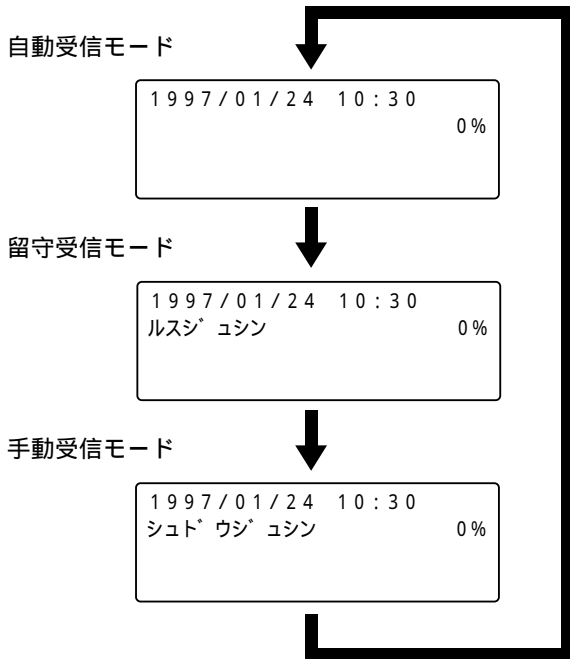 自動受信モード
1997/01/24 10:30
0%
留守受信モード
1997/01/24 10:30
ルスジュシン 0%
手動受信モード
1997/01/24 10:30
シュドウジュシン 0%